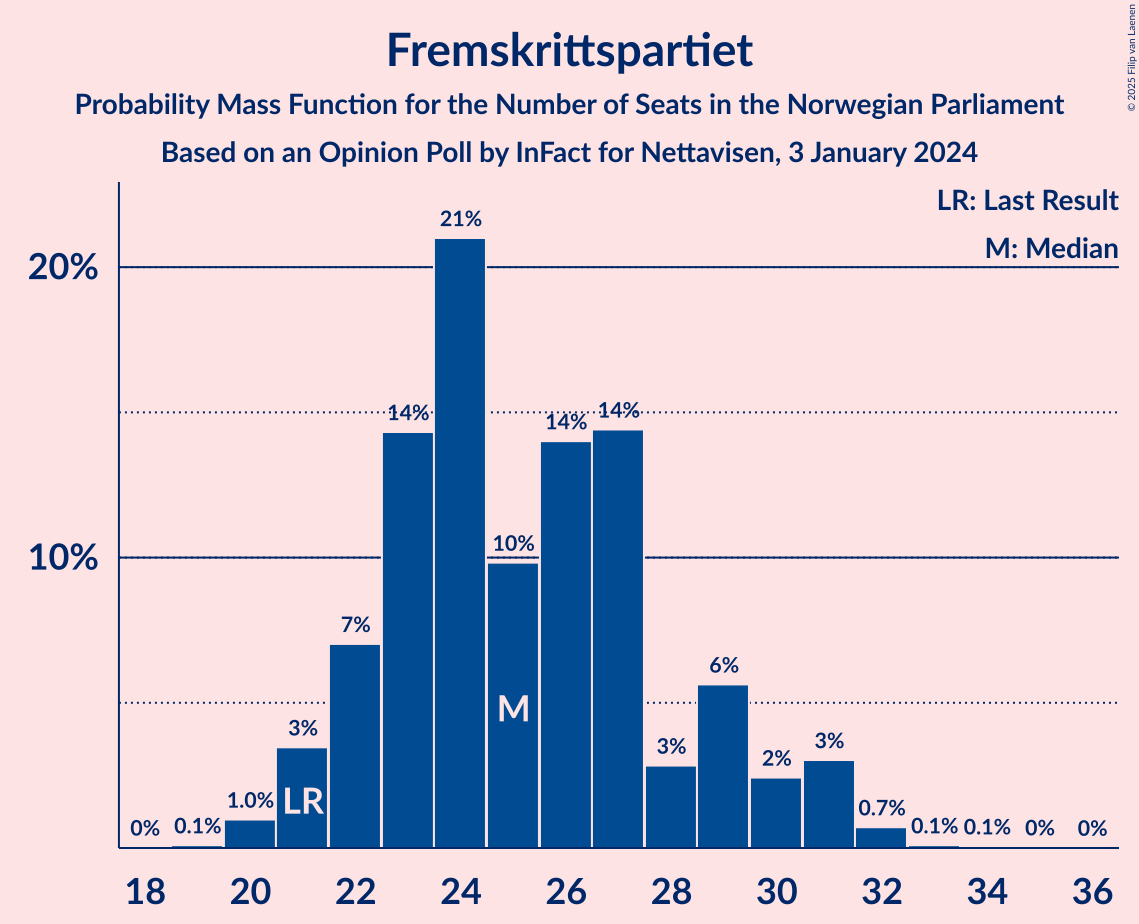 Fremskrittspartiet
Probability Mass Function for the Number of Seats in the Norwegian Parliament
Based on an Opinion Poll by InFact for Nettavisen, 3 January 2024
© 2025 Filip van Laenen
LR: Last Result
M: Median
20%
10%
0%
0.1%
1.0%
3%
7%
14%
21%
10%
14%
14%
3%
6%
2%
3%
0.7%
0.1%
0.1%
0%
0%
LR
M
18 20 22 24 26 28 30 32 34 36